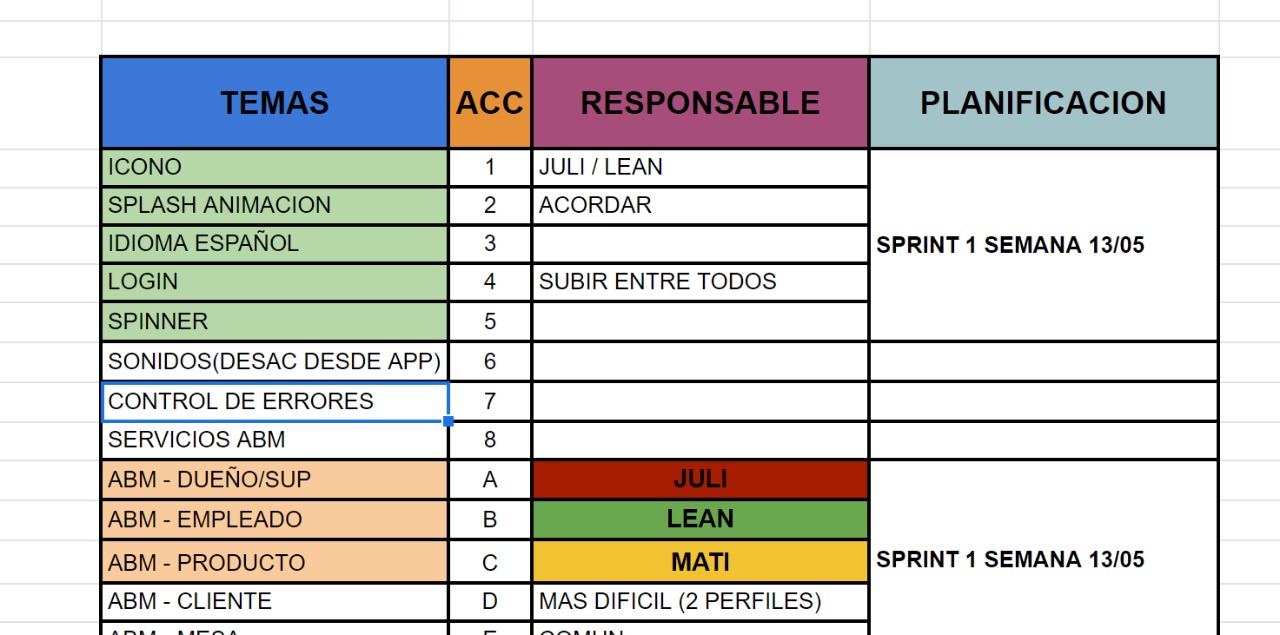 TEMAS ACC RESPONSABLE PLANIFICACION
ICONO 1 JULI / LEAN
SPLASH ANIMACION 2 ACORDAR
IDIOMA ESPAÑOL 3 SPRINT 1 SEMANA 13/05
LOGIN 4 SUBIR ENTRE TODOS
SPINNER 5
SONIDOS(DESAC DESDE APP) 6
CONTROL DE ERRORES 7
SERVICIOS ABM 8
ABM - DUEÑO/SUP A JULI
ABM - EMPLEADO B LEAN
ABM - PRODUCTO C MATI SPRINT 1 SEMANA 13/05
ABM - CLIENTE D MAS DIFICIL (2 PERFILES)
ABM - MESA E COMUN